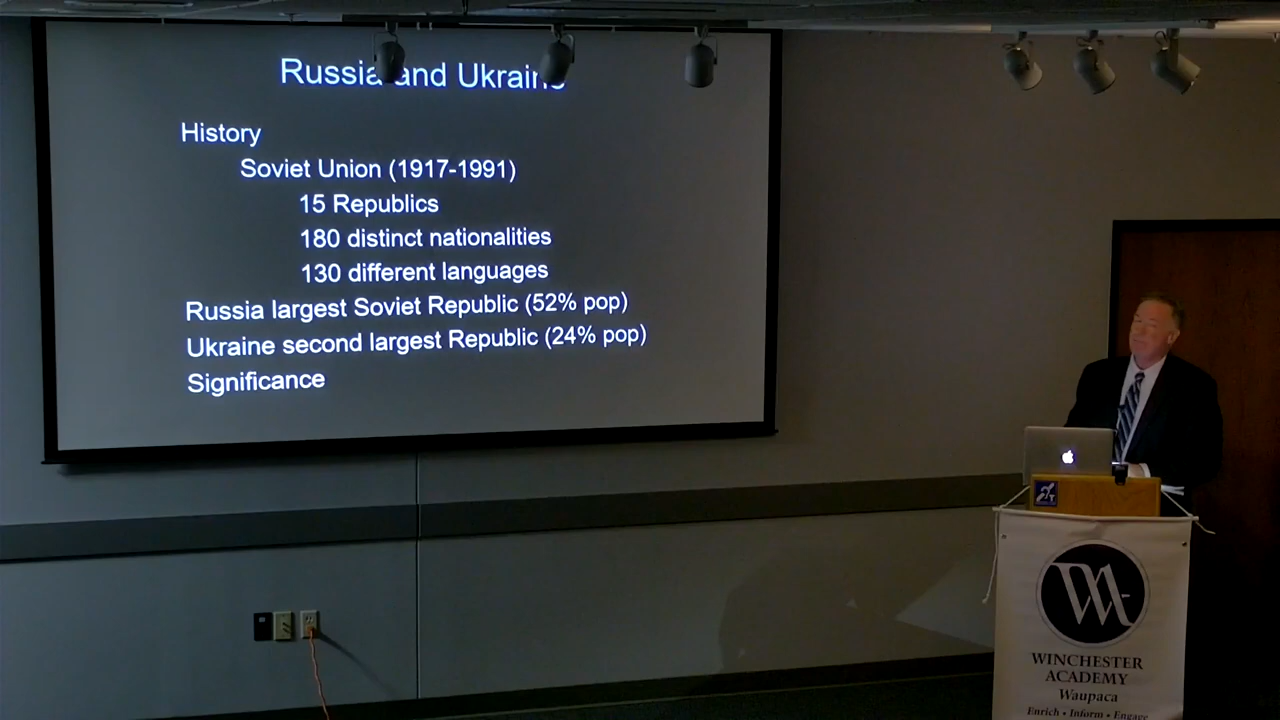 Russia and Ukraine
History
Soviet Union (1917-1991)
15 Republics
180 distinct nationalities
130 different languages
Russia largest Soviet Republic (52% pop)
Ukraine second largest Republic (24% pop)
Significance
WA
WINCHESTER
ACADEMY
Waupaca
Enrich • Inform • Engage